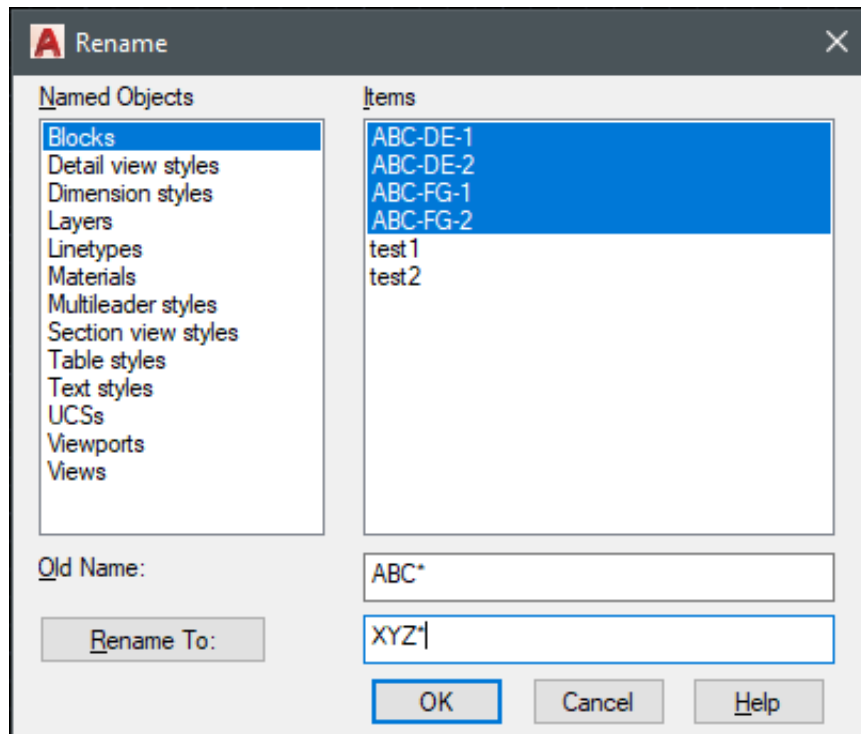 Rename
Named Objects
Blocks
Detail view styles
Dimension styles
Layers
Linetypes
Materials
Multileader styles
Section view styles
Table styles
Text styles
UCSs
Viewports
Views
Items
ABC-DE-1
ABC-DE-2
ABC-FG-1
ABC-FG-2
test1
test2
Old Name:
ABC*
Rename To:
XYZ*
OK
Cancel
Help